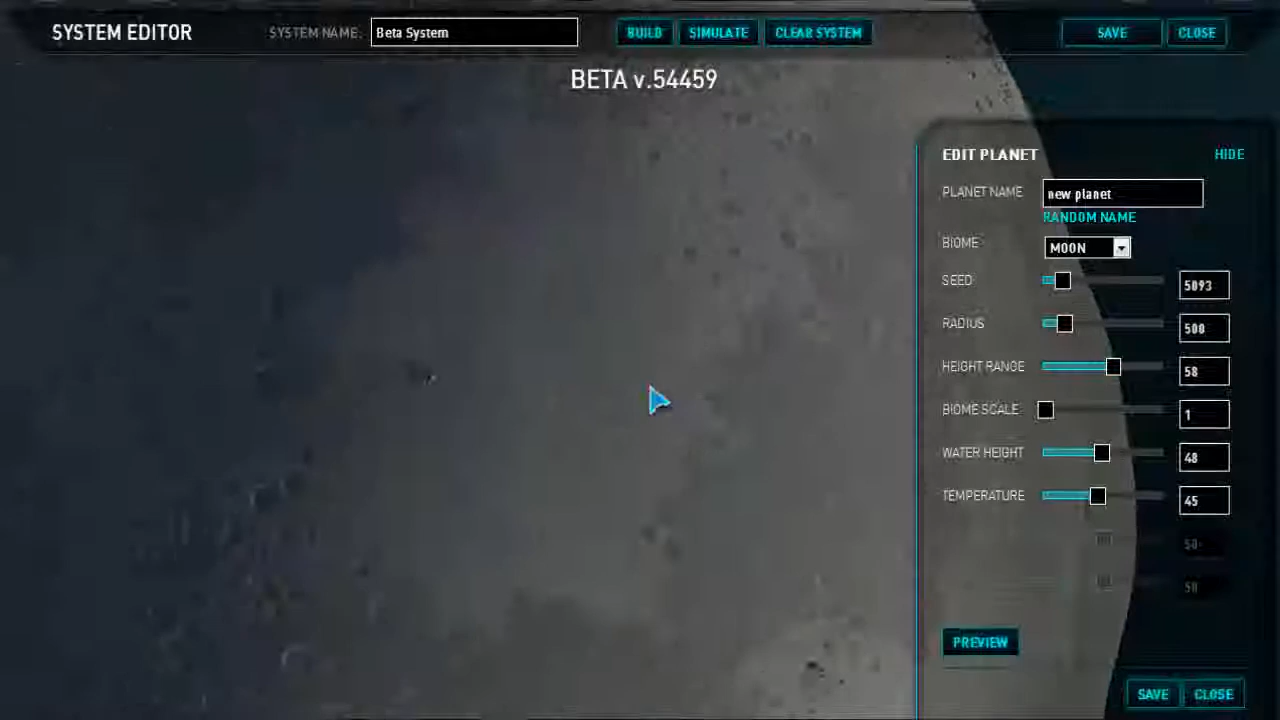 SYSTEM EDITOR
SYSTEM NAME: Beta System
BUILD SIMULATE CLEAR SYSTEM
SAVE CLOSE
BETA v.54459
EDIT PLANET HIDE
PLANET NAME new planet
RANDOM NAME
BIOME MOON
SEED 5093
RADIUS 500
HEIGHT RANGE 58
BIOME SCALE 1
WATER HEIGHT 48
TEMPERATURE 45
50
50
PREVIEW
SAVE CLOSE